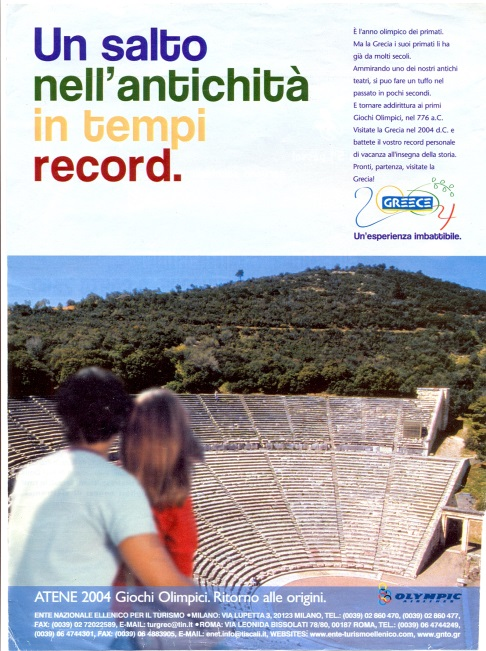 Un salto
nell'antichità
in tempi
record.
È l'anno olimpico dei primati.
Ma la Grecia i suoi primati li ha
già da molti secoli.
Ammirando uno dei nostri antichi
teatri, si puo fare un tuffo nel
passato in pochi secondi.
E tornare addirittura ai primi
Giochi Olimpici, nel 776 a.C.
Visitate la Grecia nel 2004 d.C. e
battete il vostro record personale
di vacanza all'insegna della storia.
Pronti, partenza, visitate la
Grecia!
2 GREECE 4
Un'esperienza imbattibile.
ATENE 2004 Giochi Olimpici. Ritorno alle origini.
OLYMPIC
AIRLINES
ENTE NAZIONALE ELLENICO PER IL TURISMO • MILANO: VIA LUPETTA 3, 20123 MILANO, TEL.: (0039) 02 860 470, (0039) 02 860 477,
FAX: (0039) 02 72022589, E-MAIL: turgrec@tin.it • ROMA: VIA LEONIDA BISSOLATI 78/80, 00187 ROMA, TEL.: (0039) 06 4744249,
(0039) 06 4744301, FAX: (0039) 06 4883905, E-MAIL: enet.info@tiscali.it, WEBSITES: www.ente-turismoellenico.com, www.gnto.gr